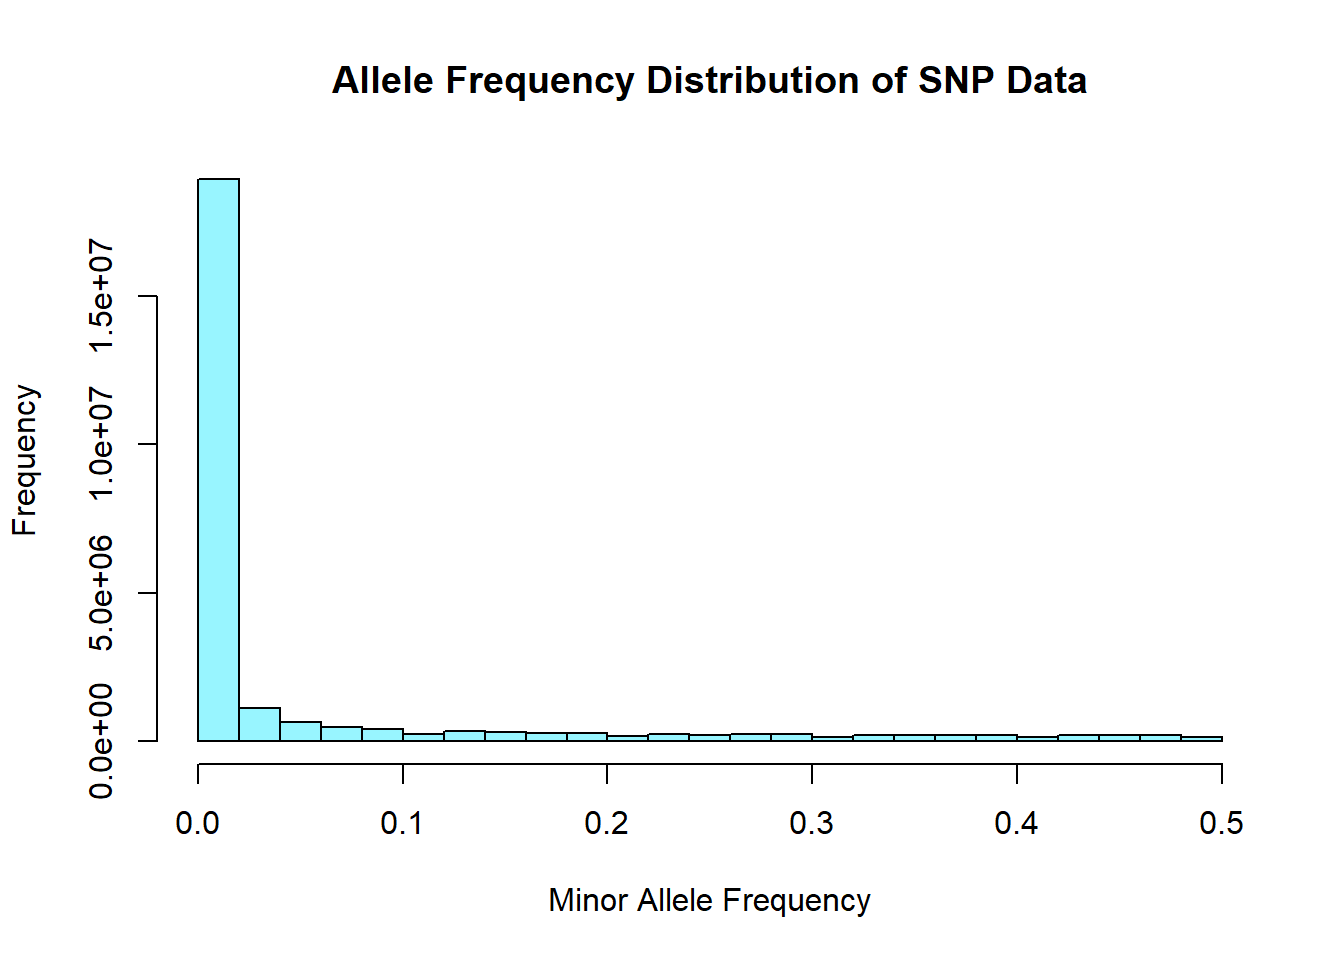 Allele Frequency Distribution of SNP Data
Frequency
1.5e+07
1.0e+07
5.0e+06
0.0e+00
0.0 0.1 0.2 0.3 0.4 0.5
Minor Allele Frequency